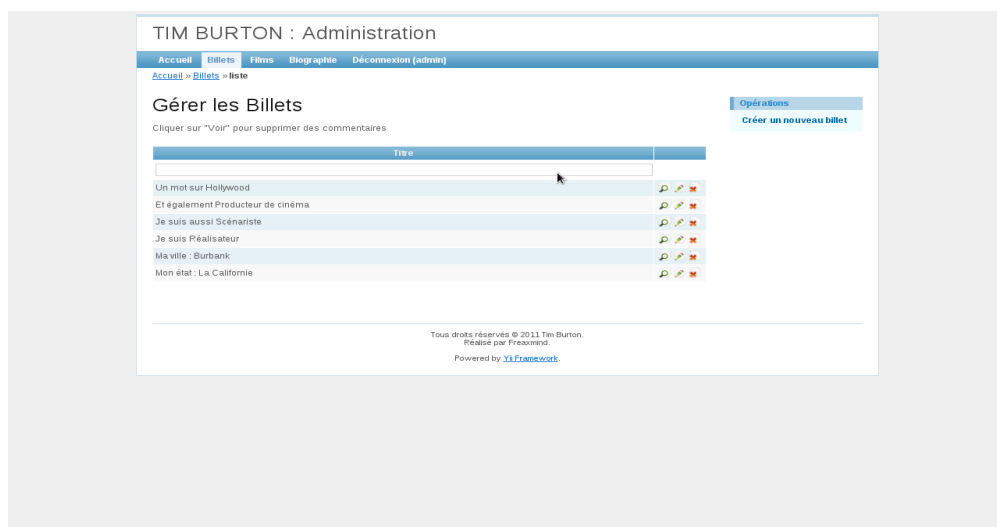 TIM BURTON : Administration
Accueil Billets Films Biographie Déconnexion (admin)
Accueil » Billets » liste
Gérer les Billets
Opérations
Créer un nouveau billet
Cliquer sur "Voir" pour supprimer des commentaires
Titre
Un mot sur Hollywood
Et également Producteur de cinéma
Je suis aussi Scénariste
Je suis Réalisateur
Ma ville : Burbank
Mon état : La Californie
Tous droits réservés © 2011 Tim Burton.
Réalisé par Freaxmind.
Powered by Yii Framework.